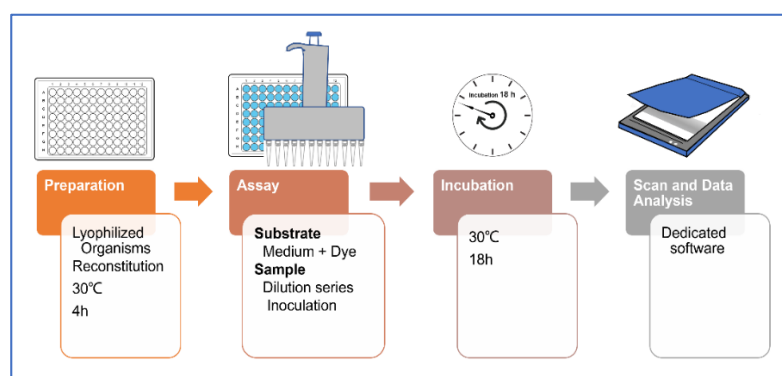 Incubation 18 h
Preparation
Assay
Incubation
Scan and Data
Analysis
Lyophilized
Organisms
Reconstitution
30℃
4h
Substrate
Medium + Dye
Sample
Dilution series
Inoculation
30℃
18h
Dedicated
software